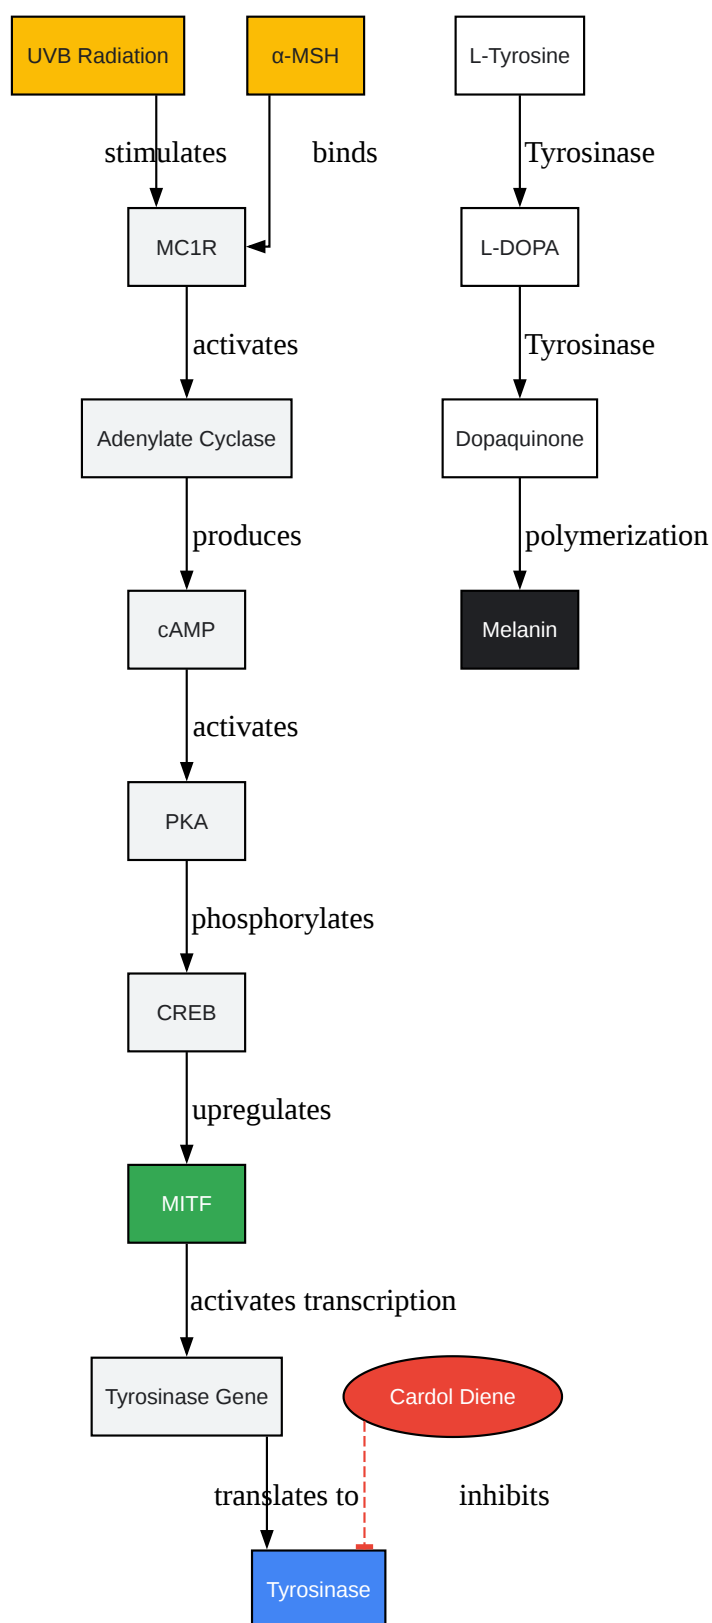 UVB Radiation
α-MSH
L-Tyrosine
stimulates
binds
Tyrosinase
MC1R
L-DOPA
activates
Tyrosinase
Adenylate Cyclase
Dopaquinone
produces
polymerization
cAMP
Melanin
activates
PKA
phosphorylates
CREB
upregulates
MITF
activates transcription
Tyrosinase Gene
Cardol Diene
translates to
inhibits
Tyrosinase